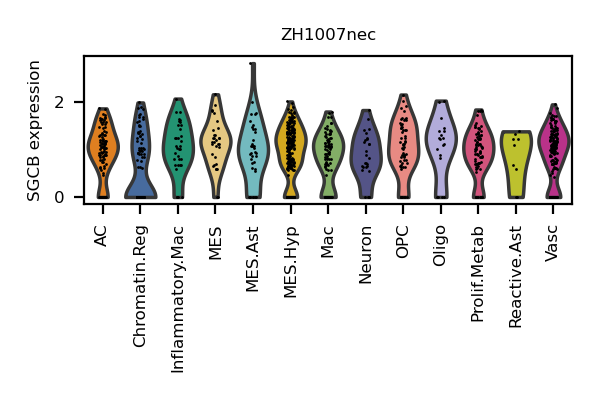 ZH1007nec
SGCB expression
2
0
AC
Chromatin.Reg
Inflammatory.Mac
MES
MES.Ast
MES.Hyp
Mac
Neuron
OPC
Oligo
Prolif.Metab
Reactive.Ast
Vasc